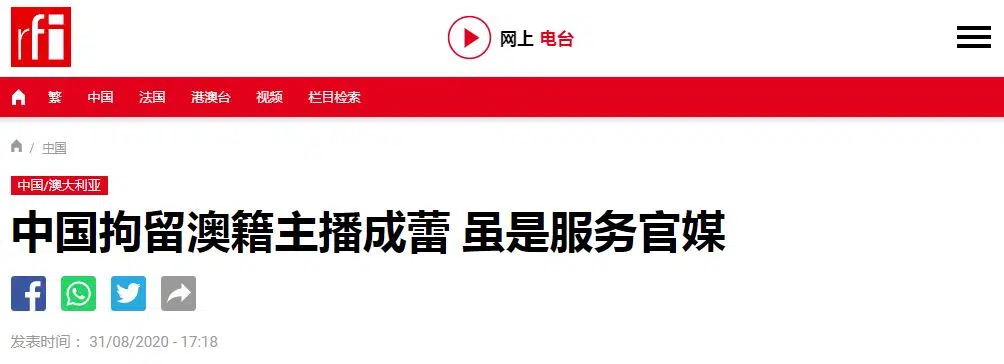 rfi
网上 电台
繁 中国 法国 港澳台 视频 栏目检索
/ 中国
中国/澳大利亚
中国拘留澳籍主播成蕾 虽是服务官媒
发表时间： 31/08/2020 - 17:18